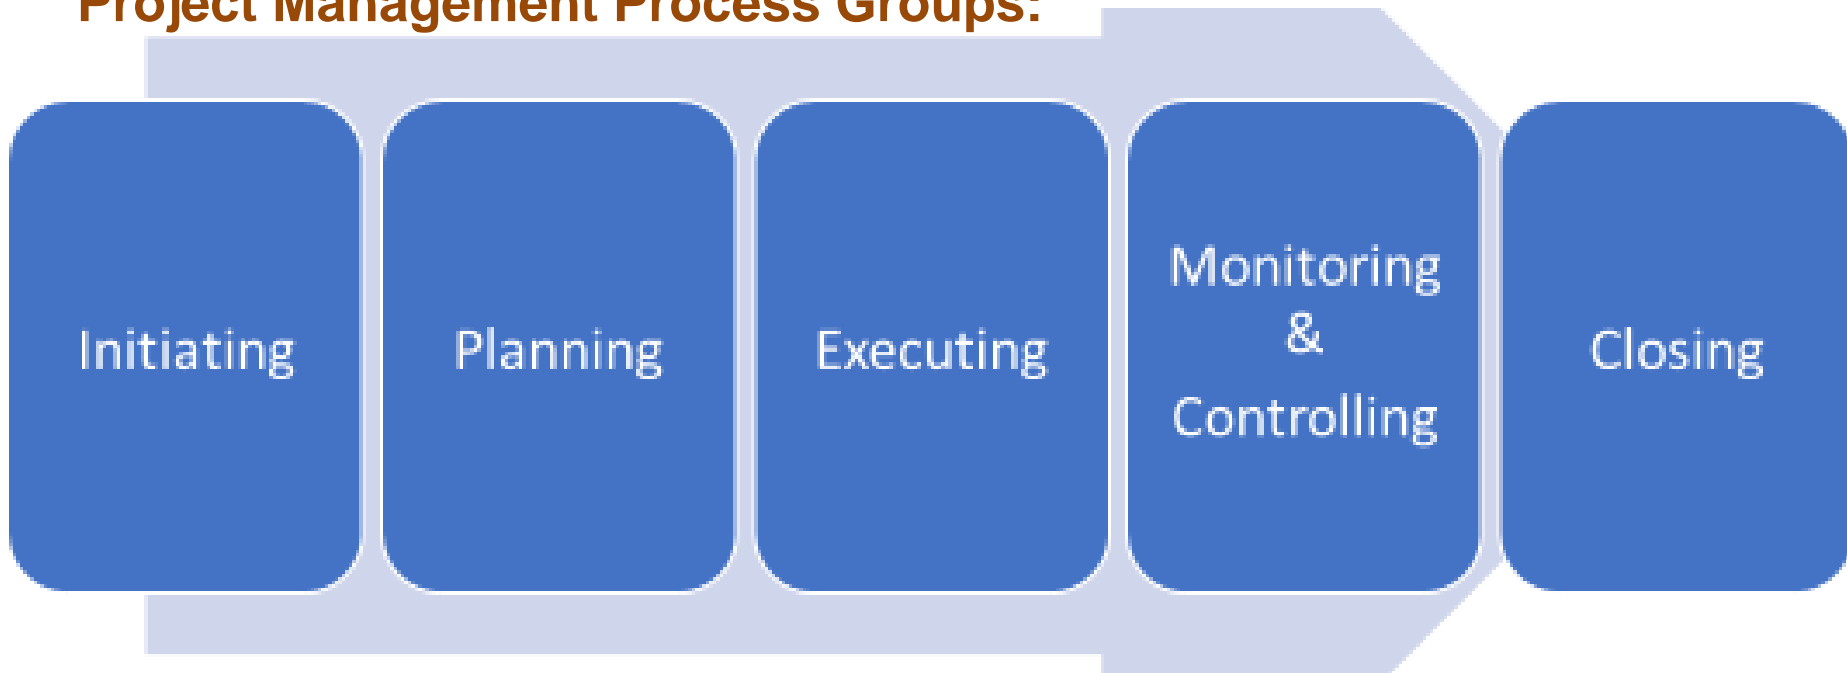 Project Management Process Groups:
Initiating
Planning
Executing
Monitoring
&
Controlling
Closing